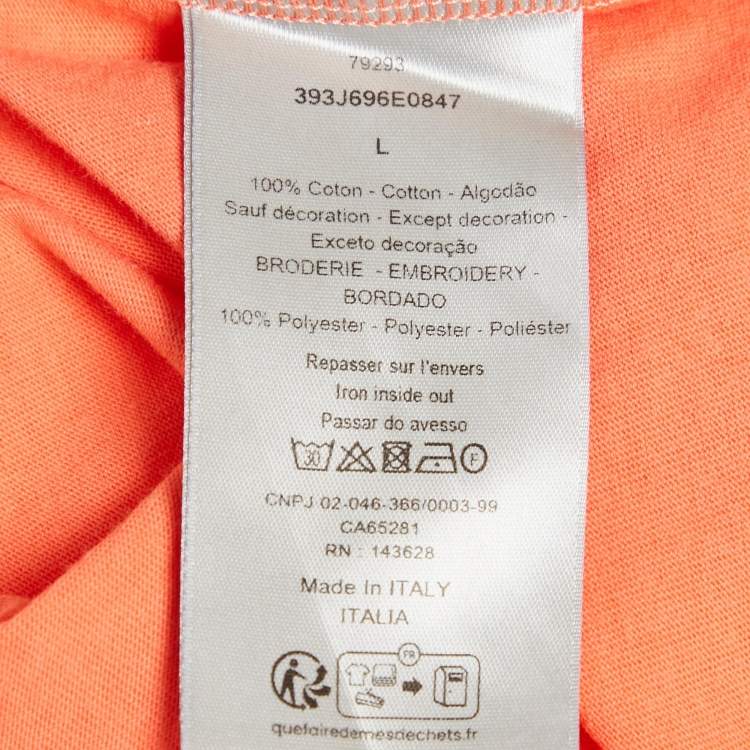 79293
393J696E0847
L
100% Coton - Cotton - Algodão
Sauf décoration - Except decoration -
Exceto decoração
BRODERIE - EMBROIDERY -
BORDADO
100% Polyester - Polyester - Poliéster
Repasser sur l'envers
Iron inside out
Passar do avesso
30 F
CNPJ 02-046-366/0003-99
CA65281
RN : 143628
Made In ITALY
ITALIA
FR
quefairedemesdechets.fr